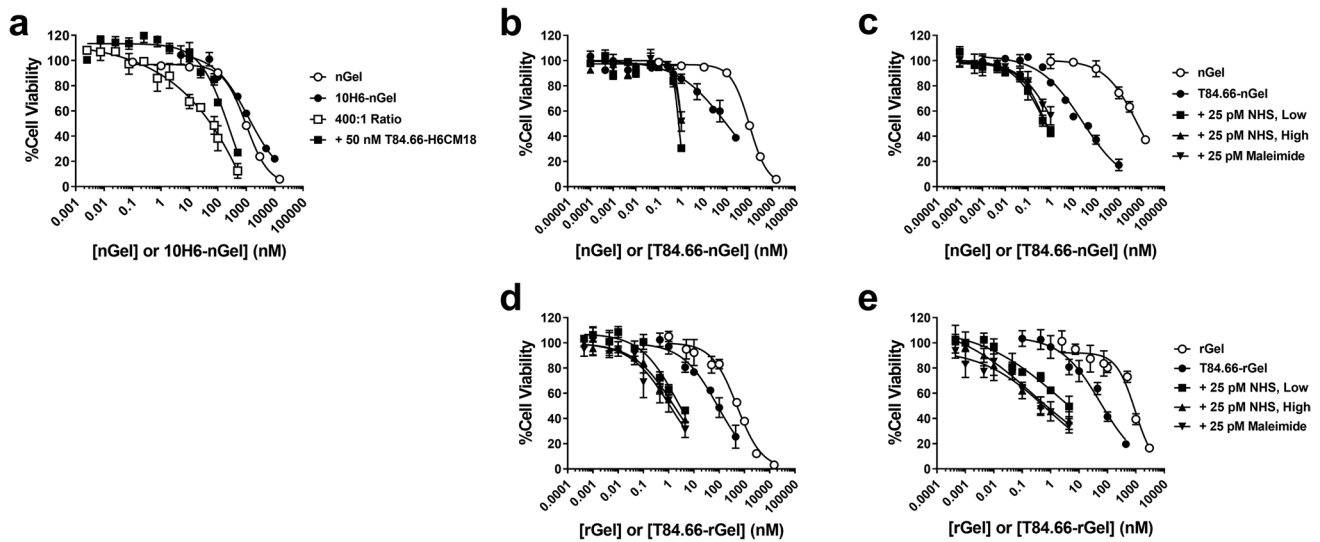 a
120
100
80
60
40
20
0
%Cell Viability
0.001
0.1
10
1000
100000
[nGel] or 10H6-nGel] (nM)
nGel
10H6-nGel
400:1 Ratio
+ 50 nM T84.66-H6CM18
b
120
100
80
60
40
20
0
%Cell Viability
0.00001
0.0001
0.001
0.01
0.1
1
10
100
1000
10000
100000
[nGel] or [T84.66-nGel] (nM)
c
120
100
80
60
40
20
0
%Cell Viability
0.00001
0.0001
0.001
0.01
0.1
1
10
100
1000
10000
100000
[nGel] or [T84.66-nGel] (nM)
nGel
T84.66-nGel
+ 25 pM NHS, Low
+ 25 pM NHS, High
+ 25 pM Maleimide
d
120
100
80
60
40
20
0
%Cell Viability
0.0001
0.001
0.01
0.1
1
10
100
1000
10000
100000
[rGel] or [T84.66-rGel] (nM)
e
120
100
80
60
40
20
0
%Cell Viability
0.0001
0.001
0.01
0.1
1
10
100
1000
10000
[rGel] or [T84.66-rGel] (nM)
rGel
T84.66-rGel
+ 25 pM NHS, Low
+ 25 pM NHS, High
+ 25 pM Maleimide